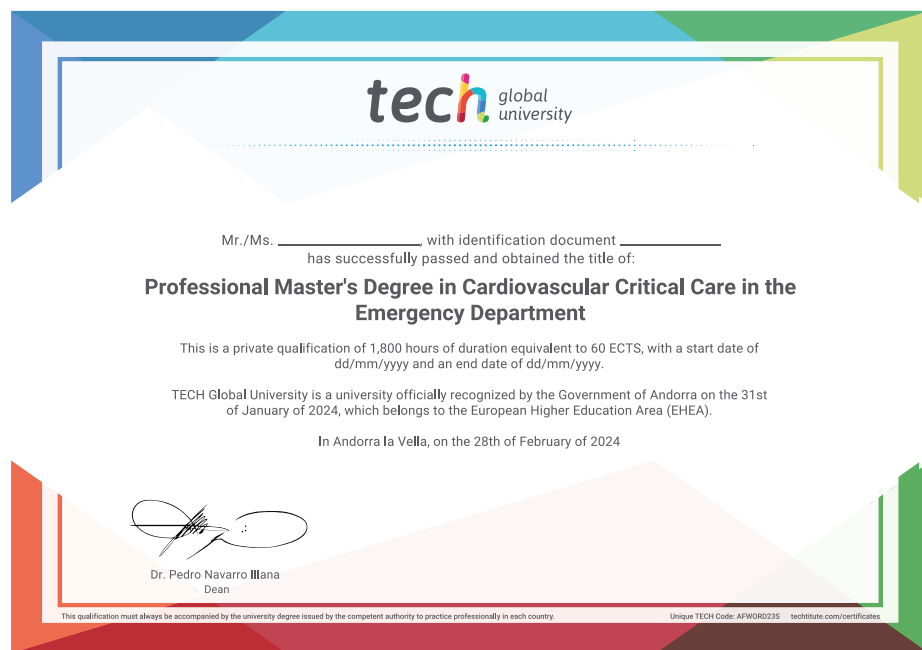 tech global
university
Mr./Ms. ____________________, with identification document ______________
has successfully passed and obtained the title of:
Professional Master's Degree in Cardiovascular Critical Care in the
Emergency Department
This is a private qualification of 1,800 hours of duration equivalent to 60 ECTS, with a start date of
dd/mm/yyyy and an end date of dd/mm/yyyy.
TECH Global University is a university officially recognized by the Government of Andorra on the 31st
of January of 2024, which belongs to the European Higher Education Area (EHEA).
In Andorra la Vella, on the 28th of February of 2024
Dr. Pedro Navarro Illana
Dean
This qualification must always be accompanied by the university degree issued by the competent authority to practice professionally in each country. Unique TECH Code: AFWORD23S techtitute.com/certificates